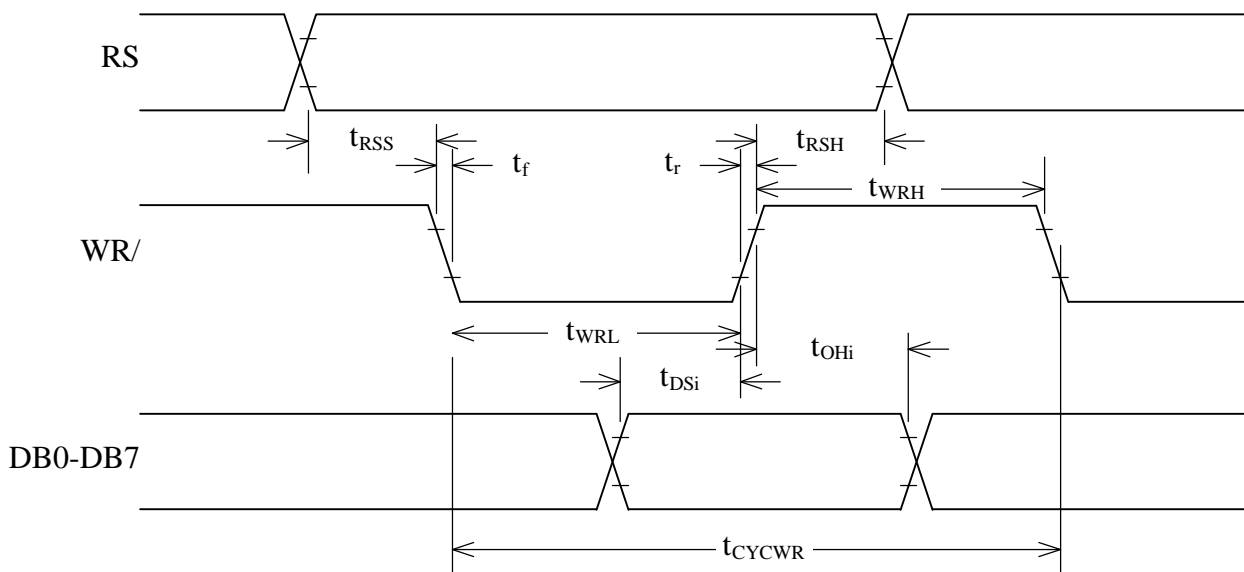 RS
tRSS
tRSH
tf
tr
tWRH
WR/
tWRL
tOHi
tDSi
DB0-DB7
tCYCWR